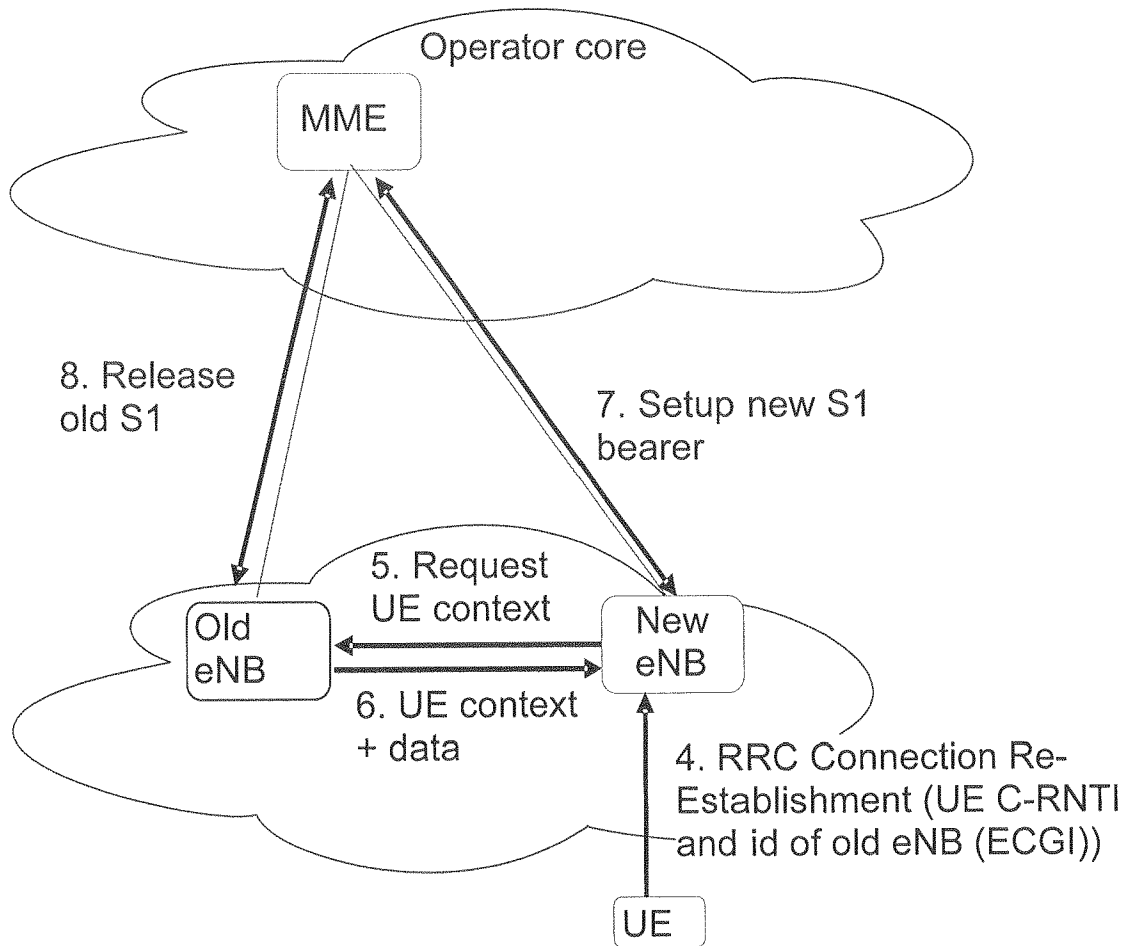 Operator core
MME
8. Release
old S1
7. Setup new S1
bearer
5. Request
UE context
Old
eNB
New
eNB
6. UE context
+ data
4. RRC Connection Re-
Establishment (UE C-RNTI
and id of old eNB (ECGI))
UE